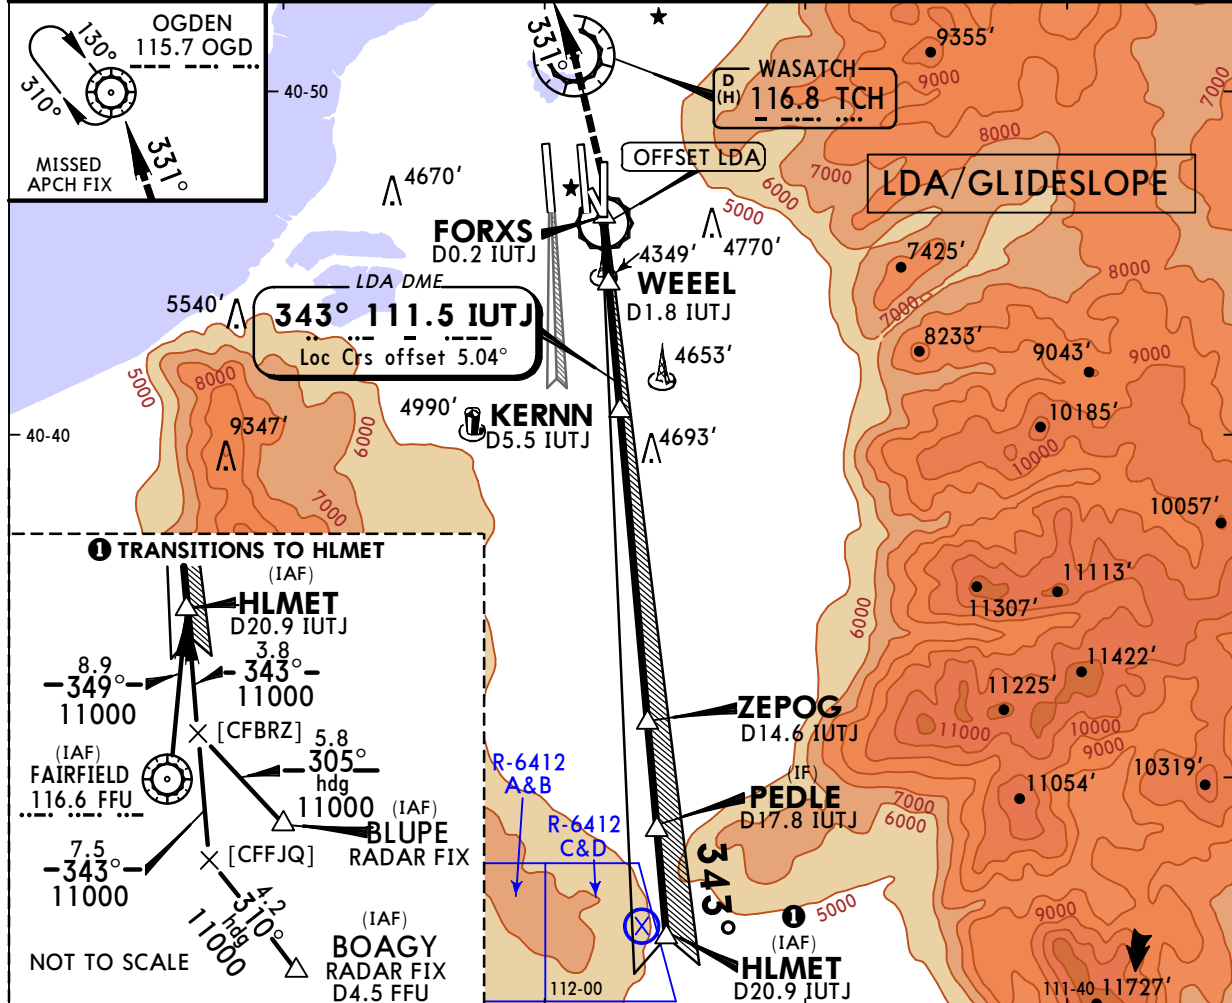 OGDEN
115.7 OGD
130°
310°
331°
MISSED
APCH FIX
40-50
331°
D
(H)
WASATCH
116.8 TCH
OFFSET LDA
LDA/GLIDESLOPE
9355'
9000
8000
7000
7000
6000
5000
4670'
FORXS
D0.2 IUTJ
4349'
4770'
WEEEL
D1.8 IUTJ
7425'
8000
7000
5540'
LDA DME
343° 111.5 IUTJ
Loc Crs offset 5.04°
4653'
8233'
9043'
9000
5000
8000
9347'
6000
7000
4990'
KERNN
D5.5 IUTJ
4693'
10185'
10000
40-40
10057'
11307'
11113'
6000
11422'
11225'
11000
10000
9000
1 TRANSITIONS TO HLMET
(IAF)
HLMET
D20.9 IUTJ
8.9
349°
11000
3.8
343°
11000
[CFBRZ]
(IAF)
FAIRFIELD
116.6 FFU
5.8
305°
hdg
11000
(IAF)
BLUPE
RADAR FIX
7.5
343°
11000
[CFFJQ]
4.2
310°
hdg
11000
(IAF)
BOAGY
RADAR FIX
D4.5 FFU
NOT TO SCALE
R-6412
A&B
R-6412
C&D
112-00
ZEPOG
D14.6 IUTJ
(IF)
PEDLE
D17.8 IUTJ
343°
1
(IAF)
HLMET
D20.9 IUTJ
7000
6000
5000
11054'
10319'
9000
111-40
11727'